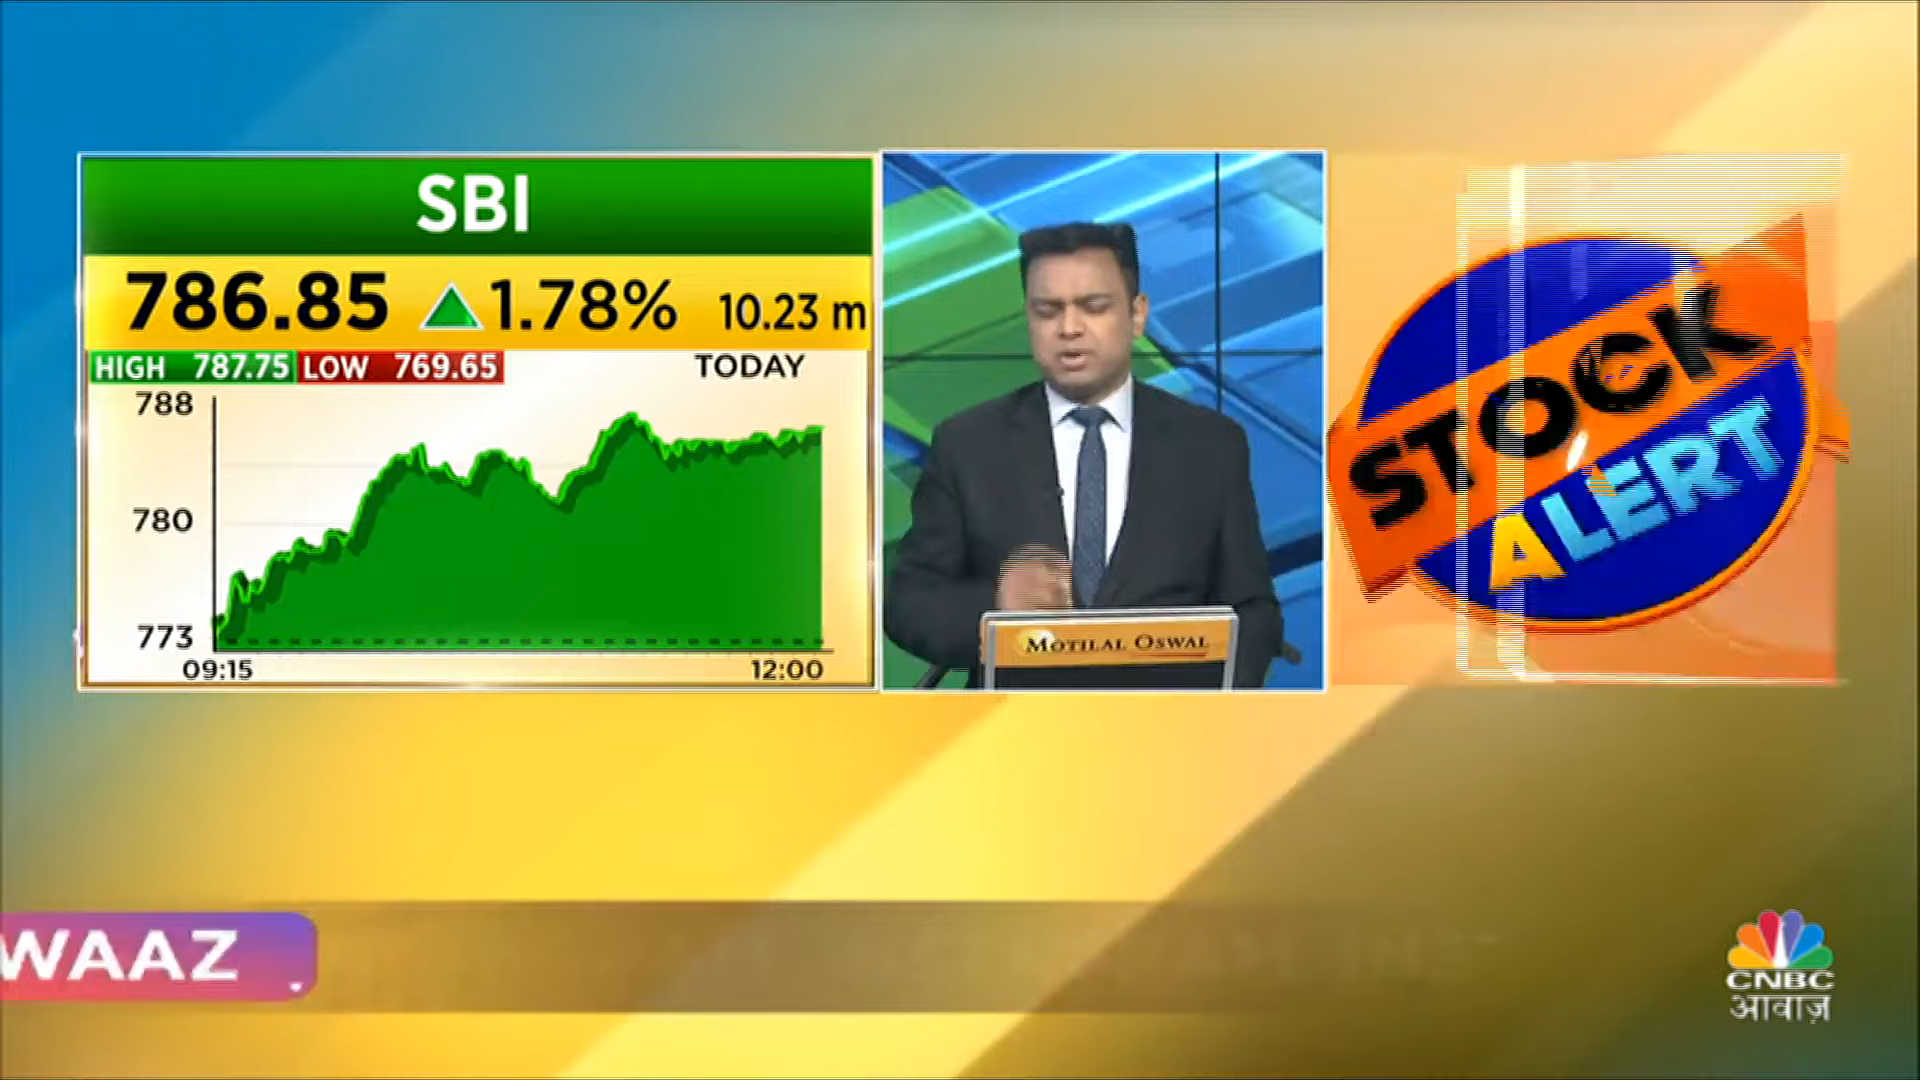 SBI
786.85 1.78% 10.23 m
HIGH 787.75 LOW 769.65 TODAY
788
780
773
09:15 12:00
MOTILAL OSWAL
STOCK
ALERT
WAAZ
CNBC
आवाज़